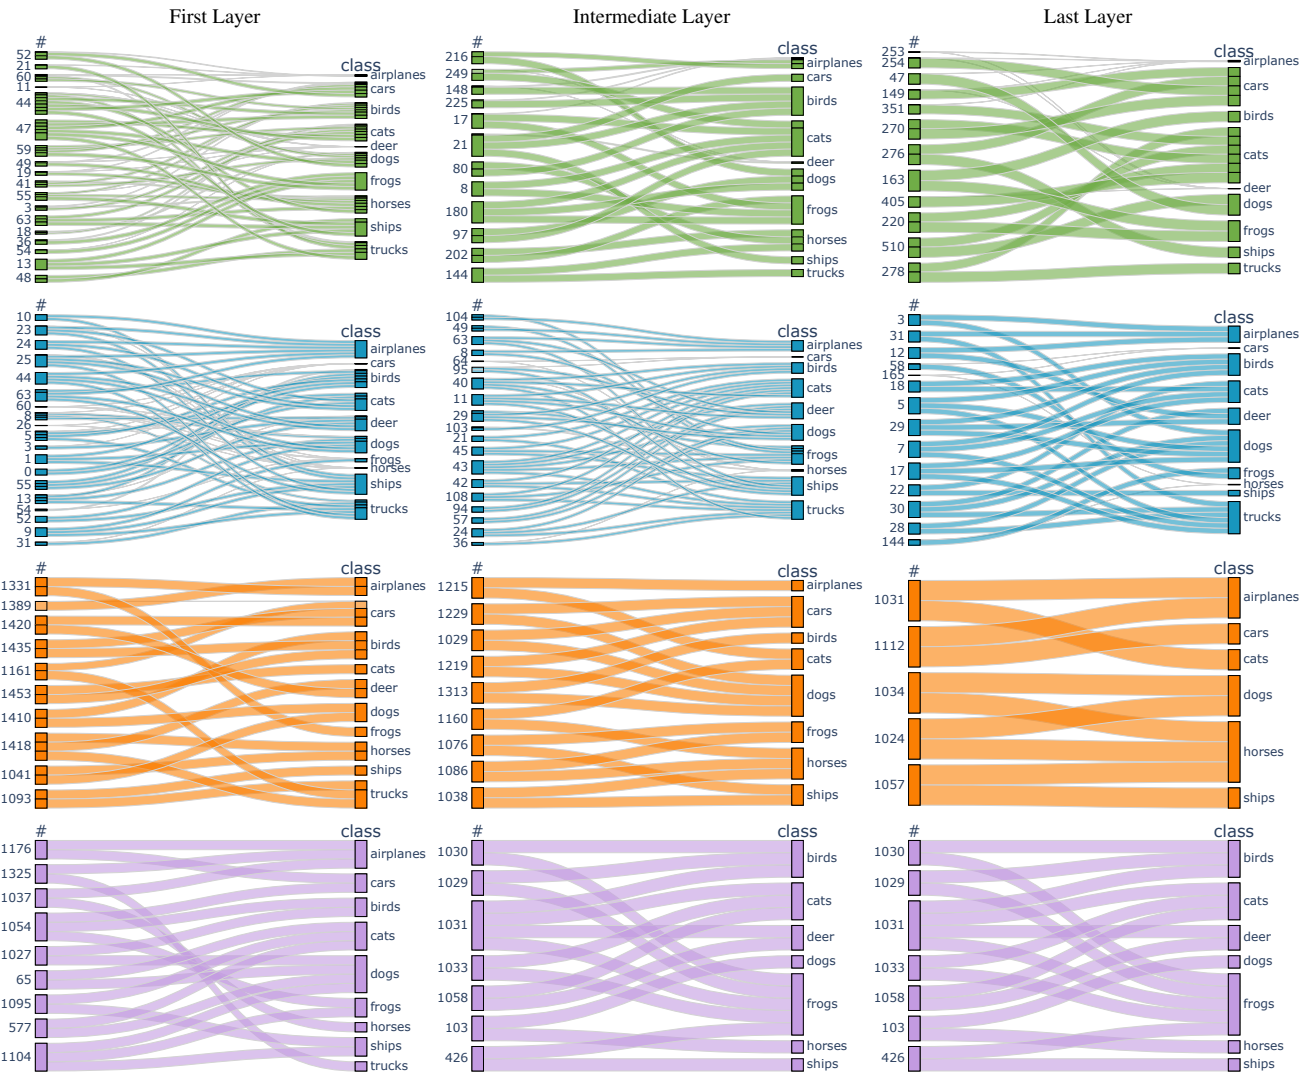 First Layer
Intermediate Layer
Last Layer
#
class
52
21
60
11
44
47
59
49
19
41
55
3
63
18
36
54
13
48
airplanes
cars
birds
cats
deer
dogs
frogs
horses
ships
trucks
#
class
216
249
148
225
17
21
80
8
180
97
202
144
airplanes
cars
birds
cats
deer
dogs
frogs
horses
ships
trucks
#
class
253
254
47
149
351
270
276
163
405
220
510
278
airplanes
cars
birds
cats
deer
dogs
frogs
ships
trucks
#
class
10
23
24
25
44
63
60
8
26
5
3
1
0
55
13
54
52
9
31
airplanes
cars
birds
cats
deer
dogs
frogs
horses
ships
trucks
#
class
104
49
63
8
64
95
40
11
29
103
21
45
43
42
108
94
57
24
36
airplanes
cars
birds
cats
deer
dogs
frogs
horses
ships
trucks
#
class
3
31
12
58
165
18
5
29
7
17
22
30
28
144
airplanes
cars
birds
cats
deer
dogs
frogs
horses
ships
trucks
#
class
1331
1389
1420
1435
1161
1453
1410
1418
1041
1093
airplanes
cars
birds
cats
deer
dogs
frogs
horses
ships
trucks
#
class
1215
1229
1029
1219
1313
1160
1076
1086
1038
airplanes
cars
birds
cats
dogs
frogs
horses
ships
#
class
1031
1112
1034
1024
1057
airplanes
cars
cats
dogs
horses
ships
#
class
1176
1325
1037
1054
1027
65
1095
577
1104
airplanes
cars
birds
cats
dogs
frogs
horses
ships
trucks
#
class
1030
1029
1031
1033
1058
103
426
birds
cats
deer
dogs
frogs
horses
ships
#
class
1030
1029
1031
1033
1058
103
426
birds
cats
deer
dogs
frogs
horses
ships